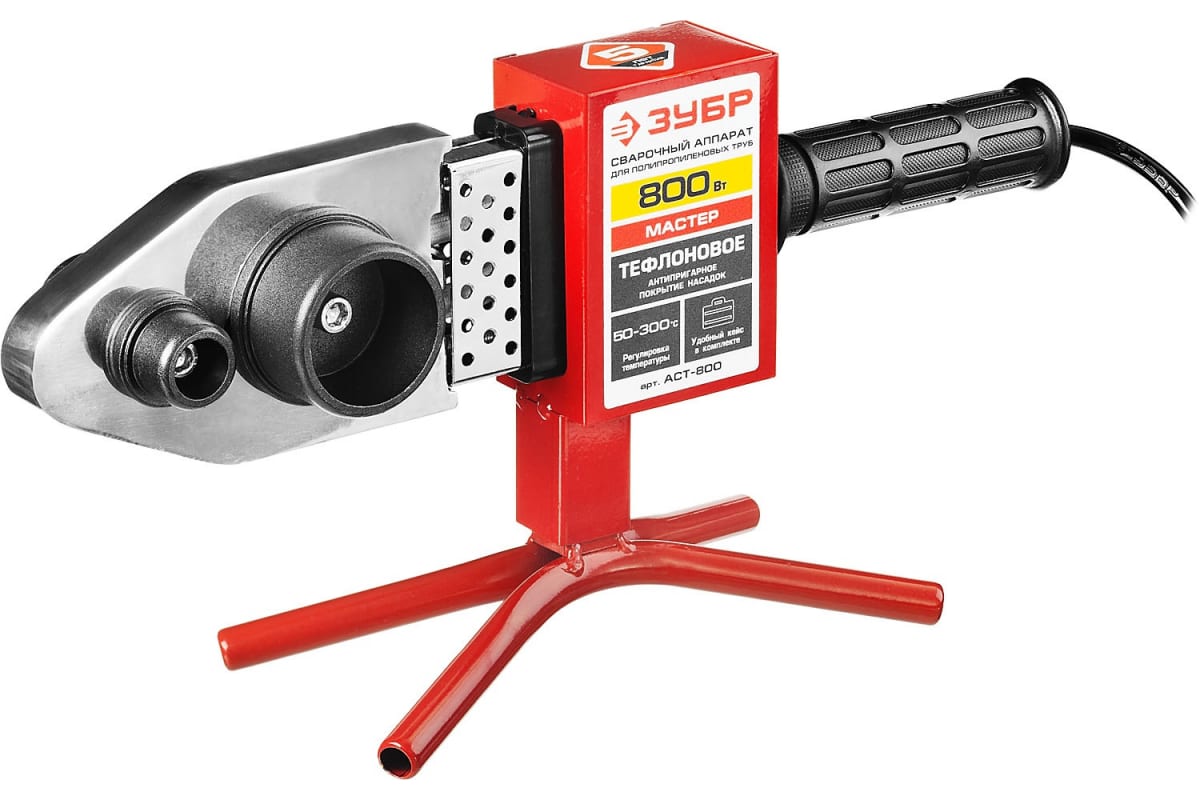 5
ЗУБР
СВАРОЧНЫЙ АППАРАТ
ДЛЯ ПОЛИПРОПИЛЕНОВЫХ ТРУБ
800 Вт
МАСТЕР
ТЕФЛОНОВОЕ
АНТИПРИГАРНОЕ
ПОКРЫТИЕ НАСАДОК
50-300°С
Регулировка
температуры
Удобный кейс
в комплекте
арт. АСТ-800